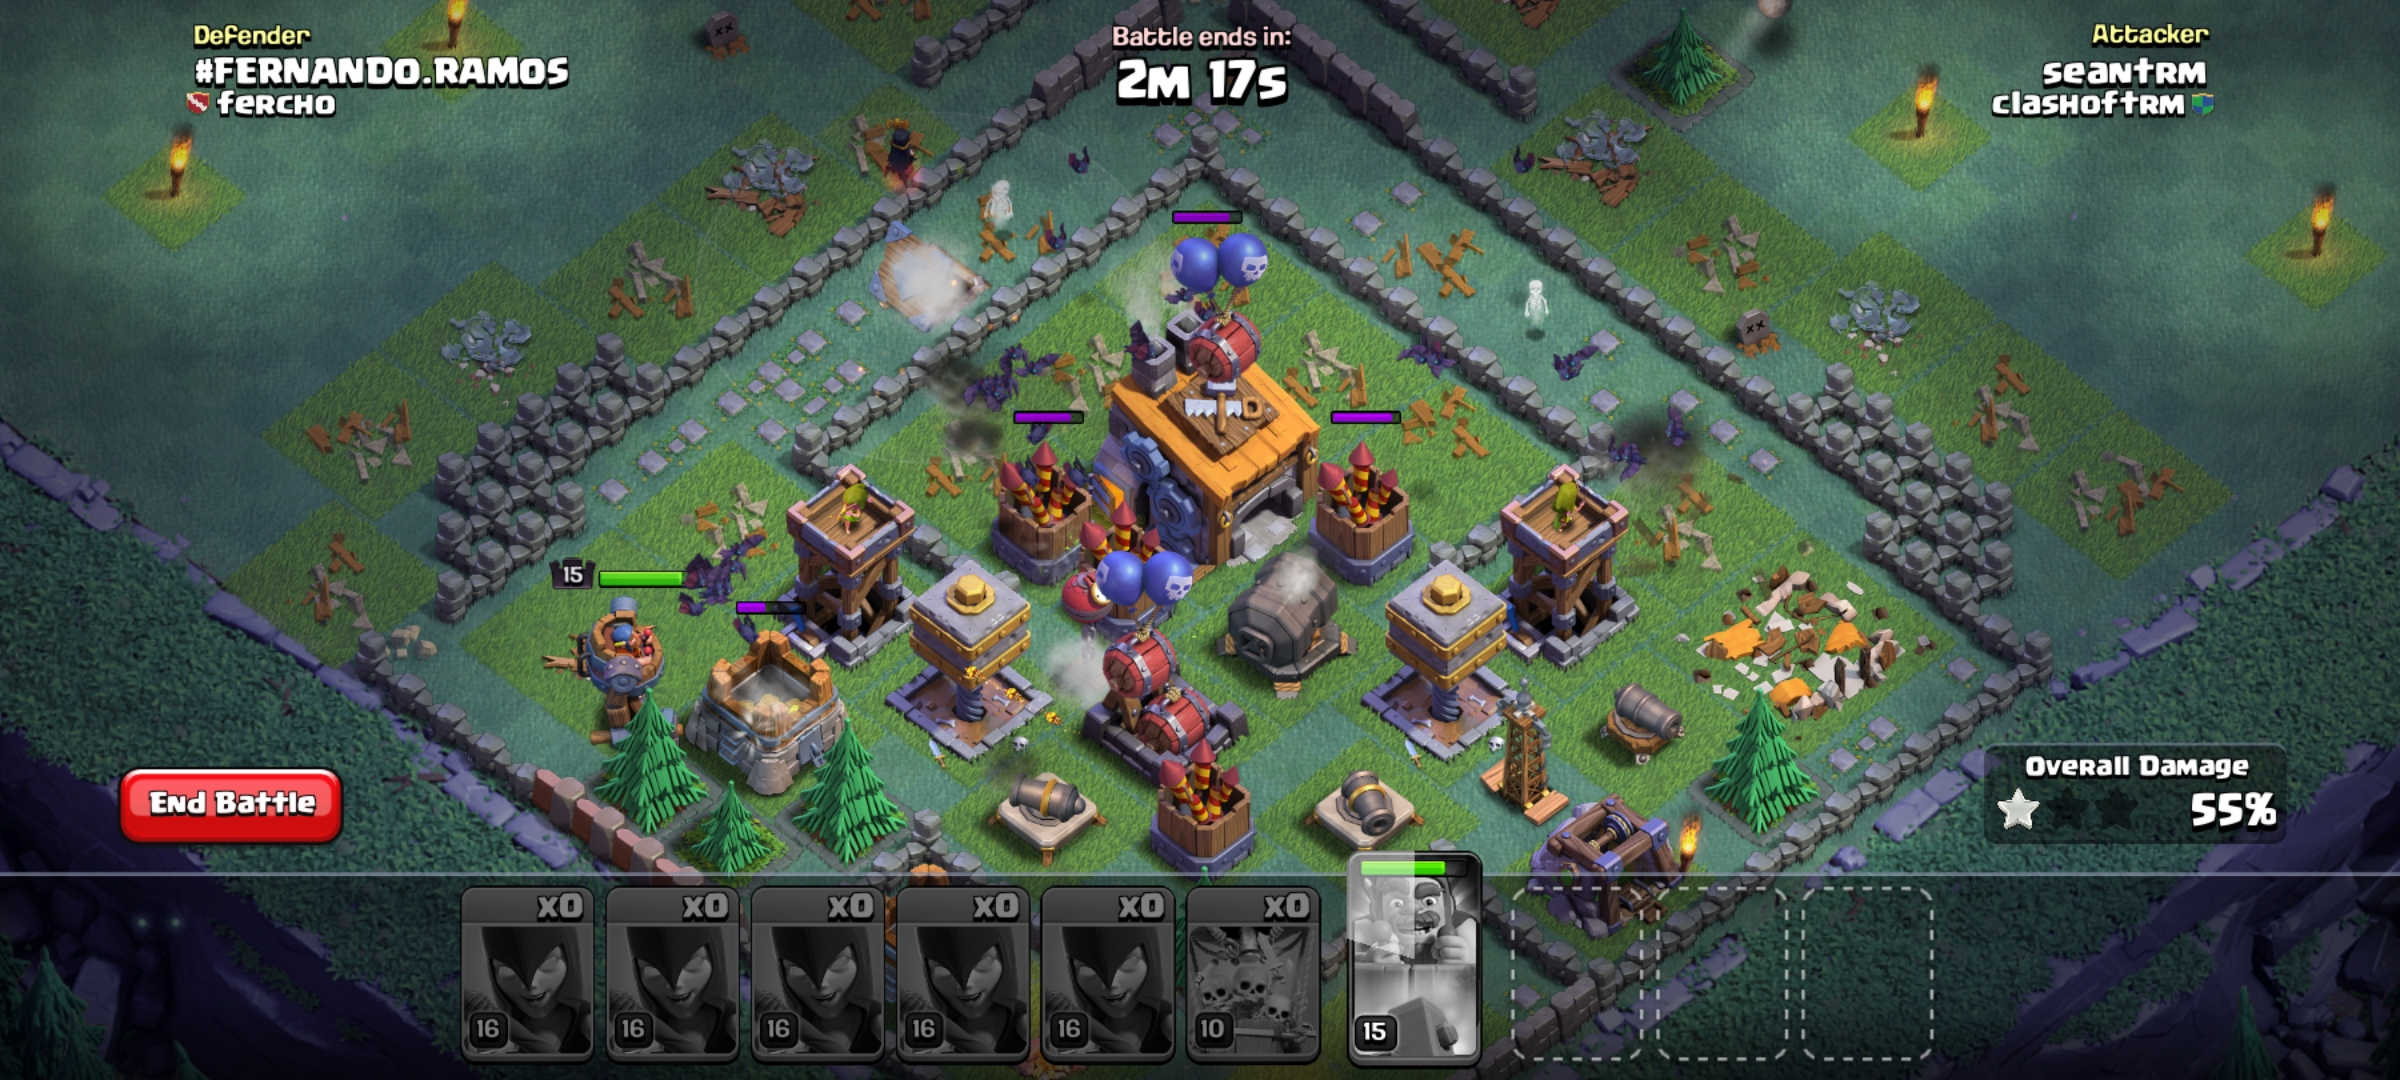 Defender
#FERNANDO.RAMOS
fercho
Battle ends in:
2M 17s
Attacker
seantrm
clashoftrm
15
End Battle
Overall Damage
55%
x0
x0
x0
x0
x0
x0
16
16
16
16
16
10
15